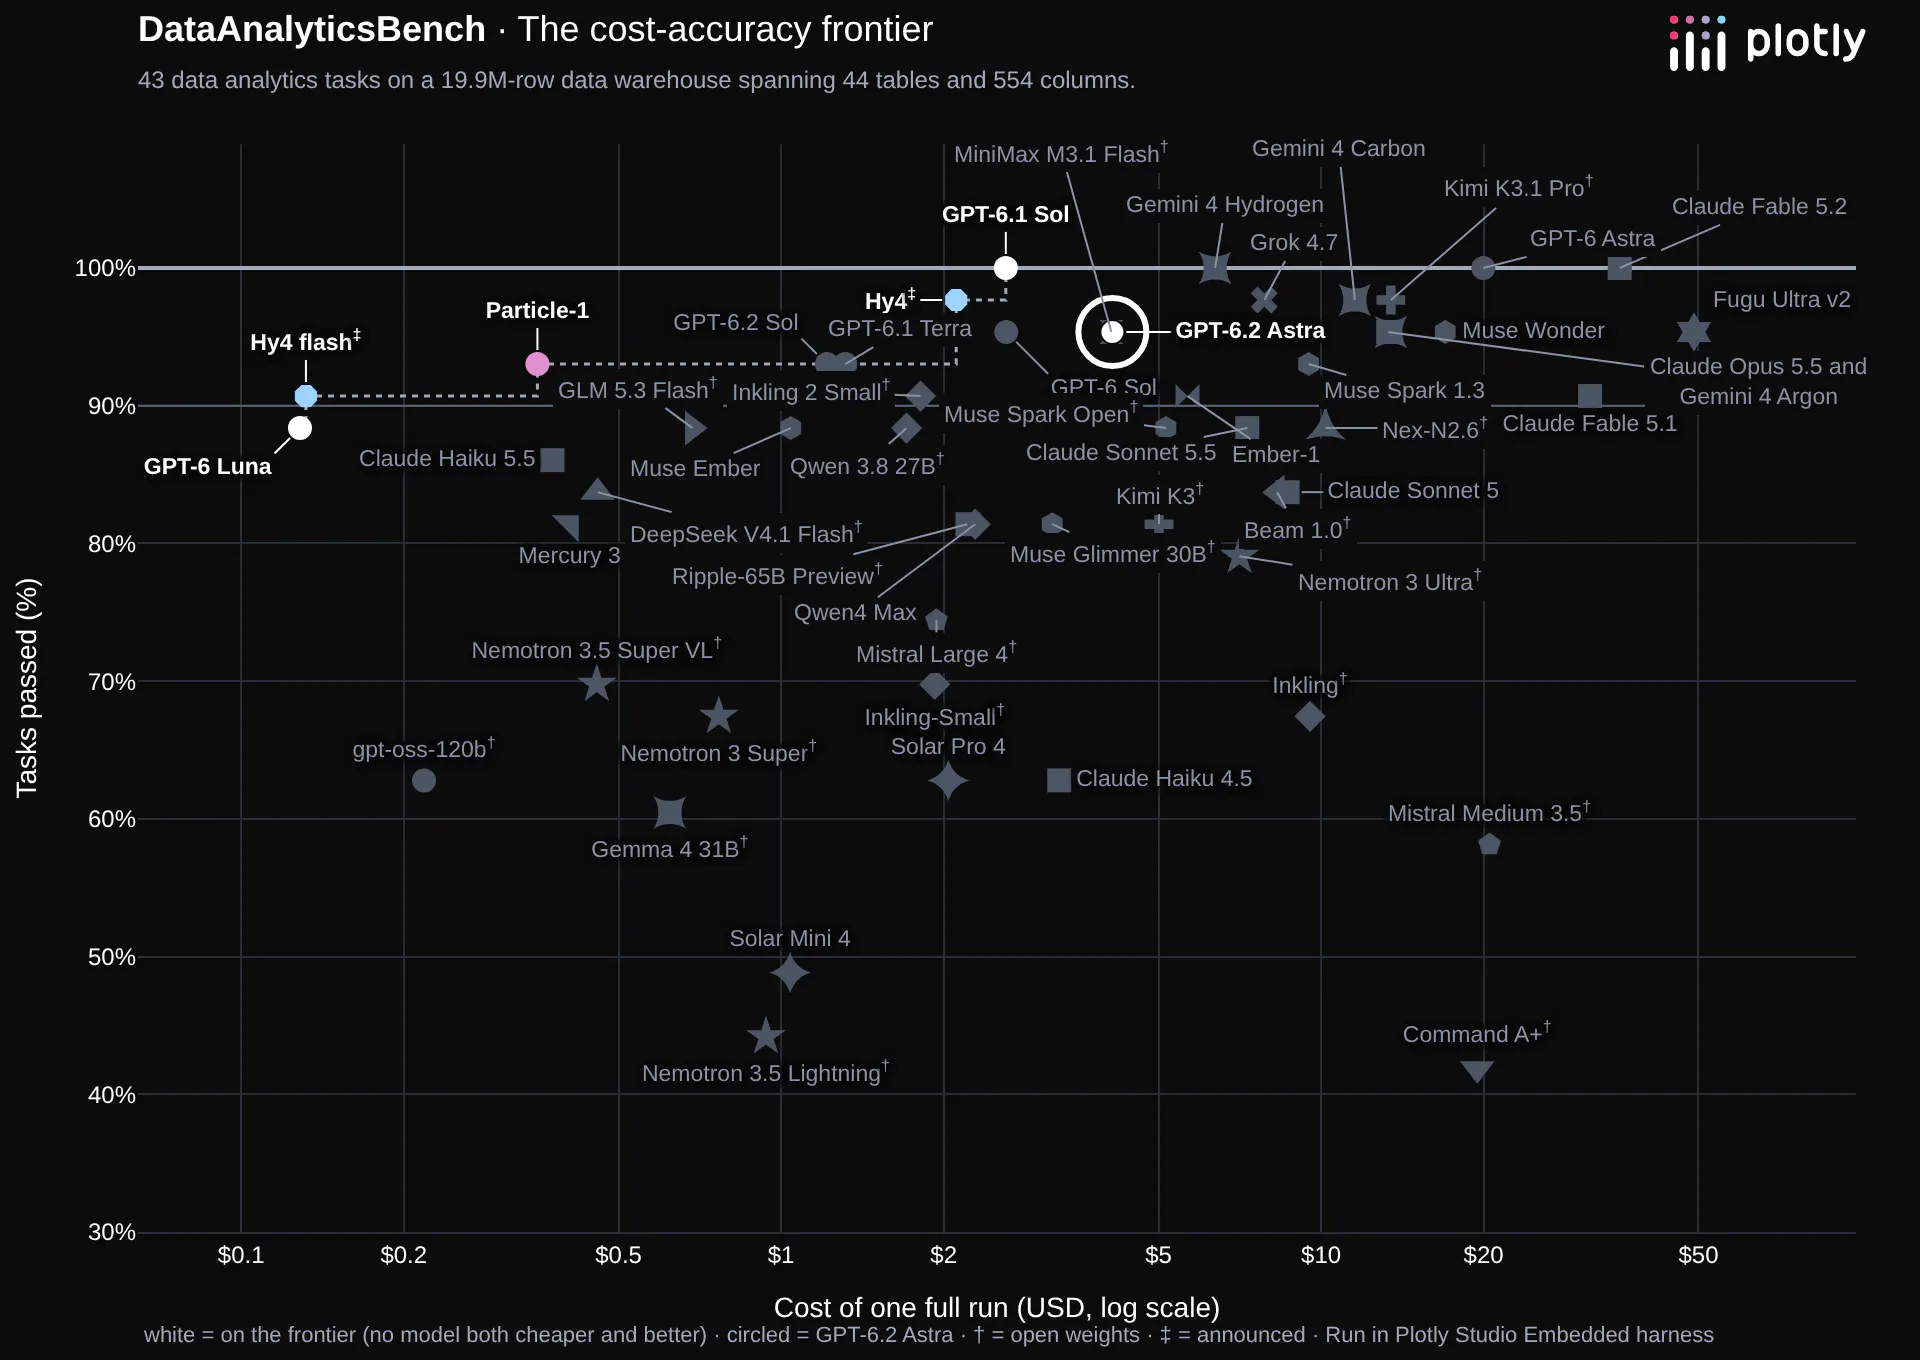 DataAnalyticsBench · The cost-accuracy frontier
plotly
43 data analytics tasks on a 19.9M-row data warehouse spanning 44 tables and 554 columns.
MiniMax M3.1 Flash†
Gemini 4 Carbon
Kimi K3.1 Pro†
Gemini 4 Hydrogen
Claude Fable 5.2
GPT-6.1 Sol
Grok 4.7
GPT-6 Astra
100%
Hy4‡
Fugu Ultra v2
Particle-1
GPT-6.2 Sol
GPT-6.1 Terra
GPT-6.2 Astra
Muse Wonder
Hy4 flash‡
Claude Opus 5.5 and
Gemini 4 Argon
GLM 5.3 Flash†
Inkling 2 Small†
GPT-6 Sol
Muse Spark 1.3
90%
Muse Spark Open†
Claude Fable 5.1
Nex-N2.6†
GPT-6 Luna
Claude Haiku 5.5
Muse Ember
Qwen 3.8 27B†
Claude Sonnet 5.5
Ember-1
Kimi K3†
Claude Sonnet 5
DeepSeek V4.1 Flash†
Beam 1.0†
80%
Mercury 3
Muse Glimmer 30B†
Ripple-65B Preview†
Nemotron 3 Ultra†
Qwen4 Max
Nemotron 3.5 Super VL†
Mistral Large 4†
70%
Inkling†
Inkling-Small†
gpt-oss-120b†
Nemotron 3 Super†
Solar Pro 4
Claude Haiku 4.5
60%
Mistral Medium 3.5†
Gemma 4 31B†
Solar Mini 4
50%
Command A+†
Nemotron 3.5 Lightning†
40%
30%
Tasks passed (%)
$0.1
$0.2
$0.5
$1
$2
$5
$10
$20
$50
Cost of one full run (USD, log scale)
white = on the frontier (no model both cheaper and better) · circled = GPT-6.2 Astra · † = open weights · ‡ = announced · Run in Plotly Studio Embedded harness